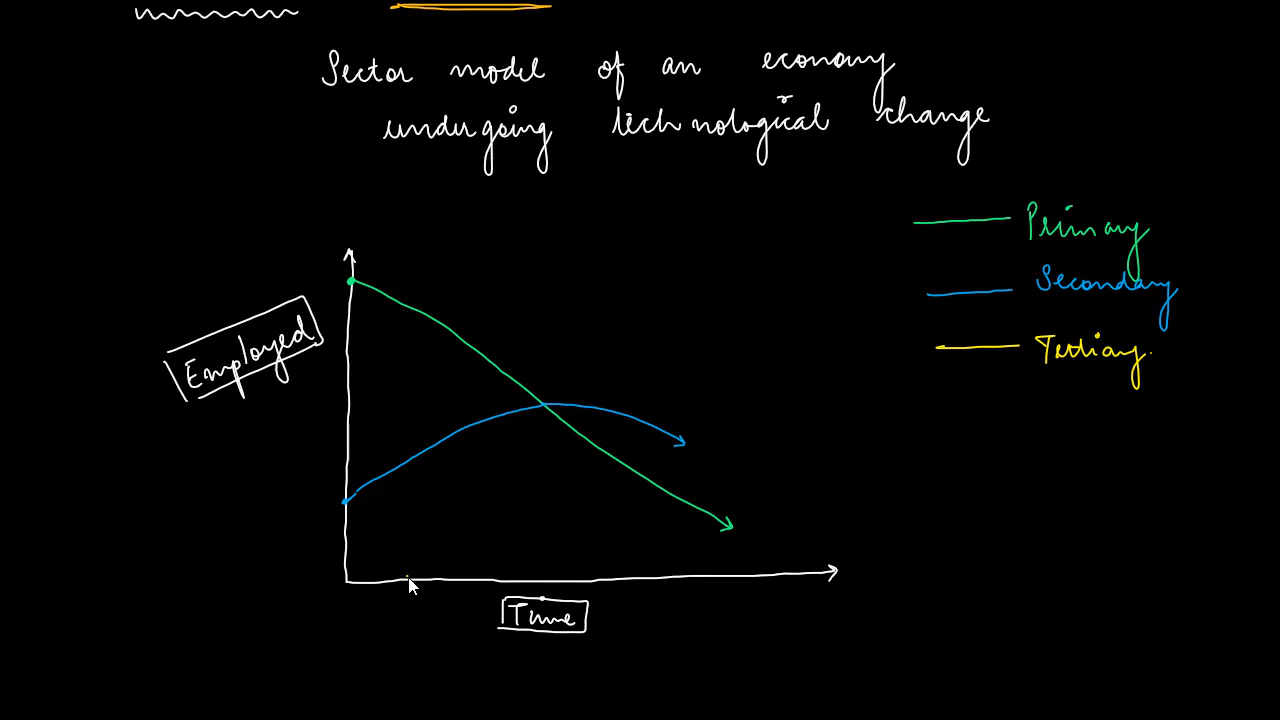 Sector model of an economy
undergoing technological change
Primary
Secondary
Tertiary.
Employed
Time